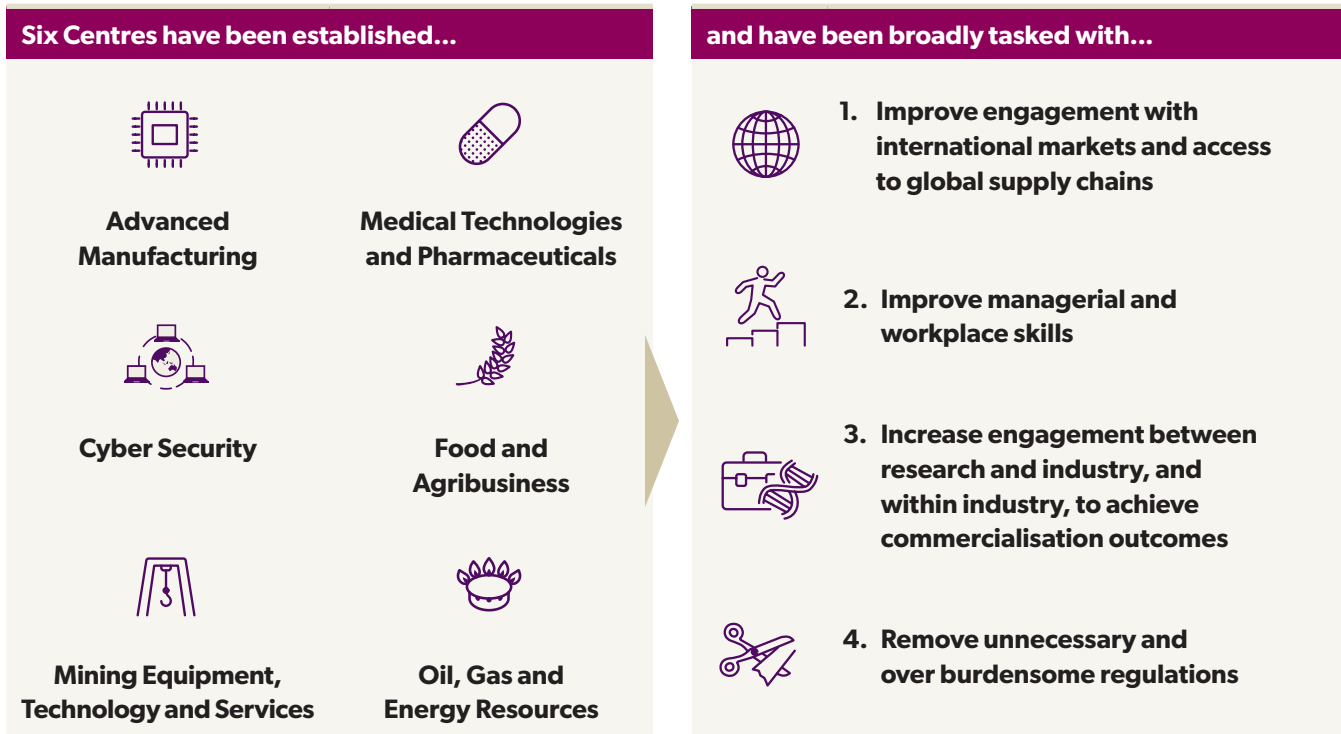 Six Centres have been established...
Advanced
Manufacturing
Medical Technologies
and Pharmaceuticals
Cyber Security
Food and
Agribusiness
Mining Equipment,
Technology and Services
Oil, Gas and
Energy Resources
and have been broadly tasked with...
1. Improve engagement with
international markets and access
to global supply chains
2. Improve managerial and
workplace skills
3. Increase engagement between
research and industry, and
within industry, to achieve
commercialisation outcomes
4. Remove unnecessary and
over burdensome regulations